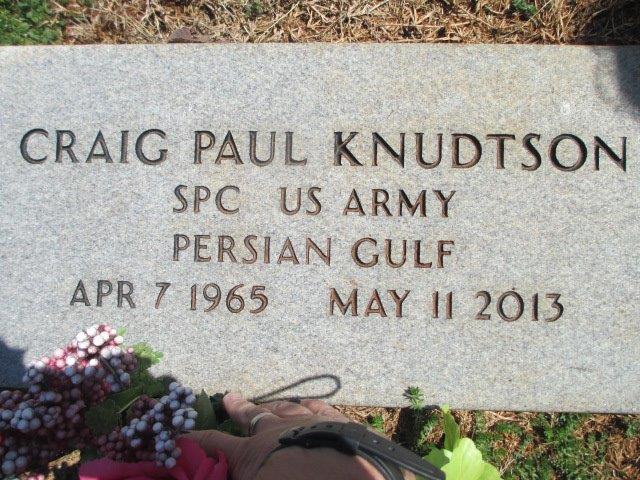 CRAIG PAUL KNUDTSON
SPC US ARMY
PERSIAN GULF
APR 7 1965 MAY 11 2013